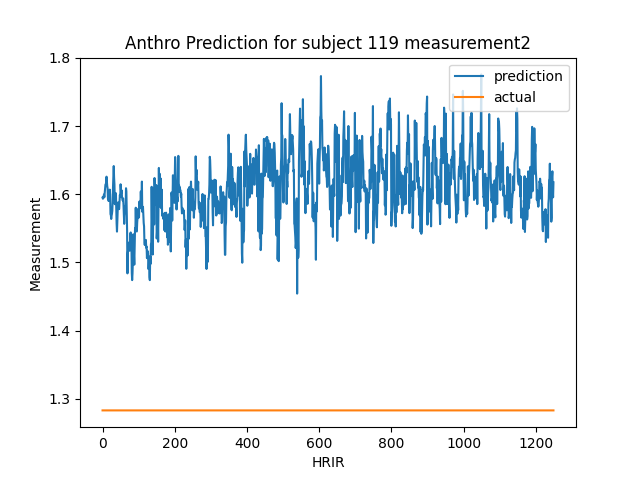 Anthro Prediction for subject 119 measurement2
prediction
actual
1.8
1.7
1.6
1.5
1.4
1.3
Measurement
0 200 400 600 800 1000 1200
HRIR